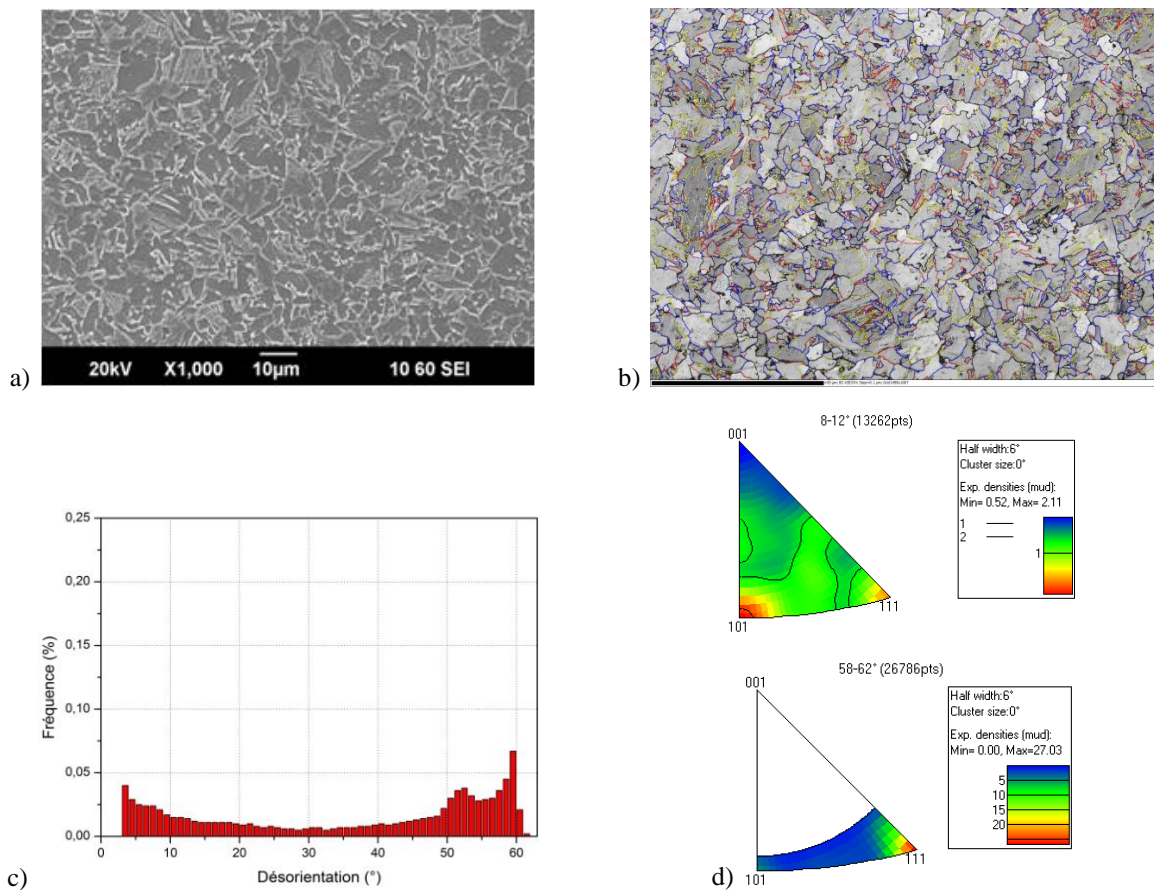 20kV X1,000 10µm 10 60 SEI
a)
b)
0,25
0,20
0,15
0,10
0,05
0,00
Fréquence (%)
0 10 20 30 40 50 60
Désorientation (°)
c)
8-12° (13262pts)
001
101
111
Half width:6°
Cluster size:0°
Exp. densities (mud):
Min= 0.52, Max= 2.11
1
2
1
58-62° (26786pts)
001
101
111
Half width:6°
Cluster size:0°
Exp. densities (mud):
Min= 0.00, Max=27.03
5
10
15
20
d)